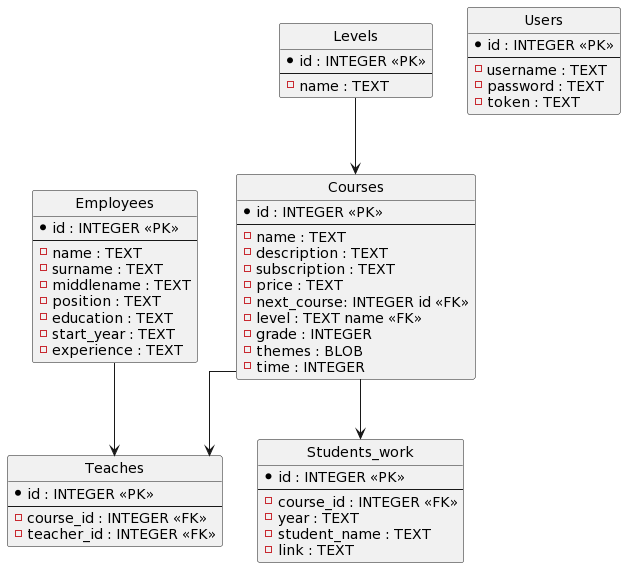 Levels
id : INTEGER «PK»
name : TEXT
Users
id : INTEGER «PK»
username : TEXT
password : TEXT
token : TEXT
Employees
id : INTEGER «PK»
name : TEXT
surname : TEXT
middlename : TEXT
position : TEXT
education : TEXT
start_year : TEXT
experience : TEXT
Courses
id : INTEGER «PK»
name : TEXT
description : TEXT
subscription : TEXT
price : TEXT
next_course: INTEGER id «FK»
level : TEXT name «FK»
grade : INTEGER
themes : BLOB
time : INTEGER
Teaches
id : INTEGER «PK»
course_id : INTEGER «FK»
teacher_id : INTEGER «FK»
Students_work
id : INTEGER «PK»
course_id : INTEGER «FK»
year : TEXT
student_name : TEXT
link : TEXT